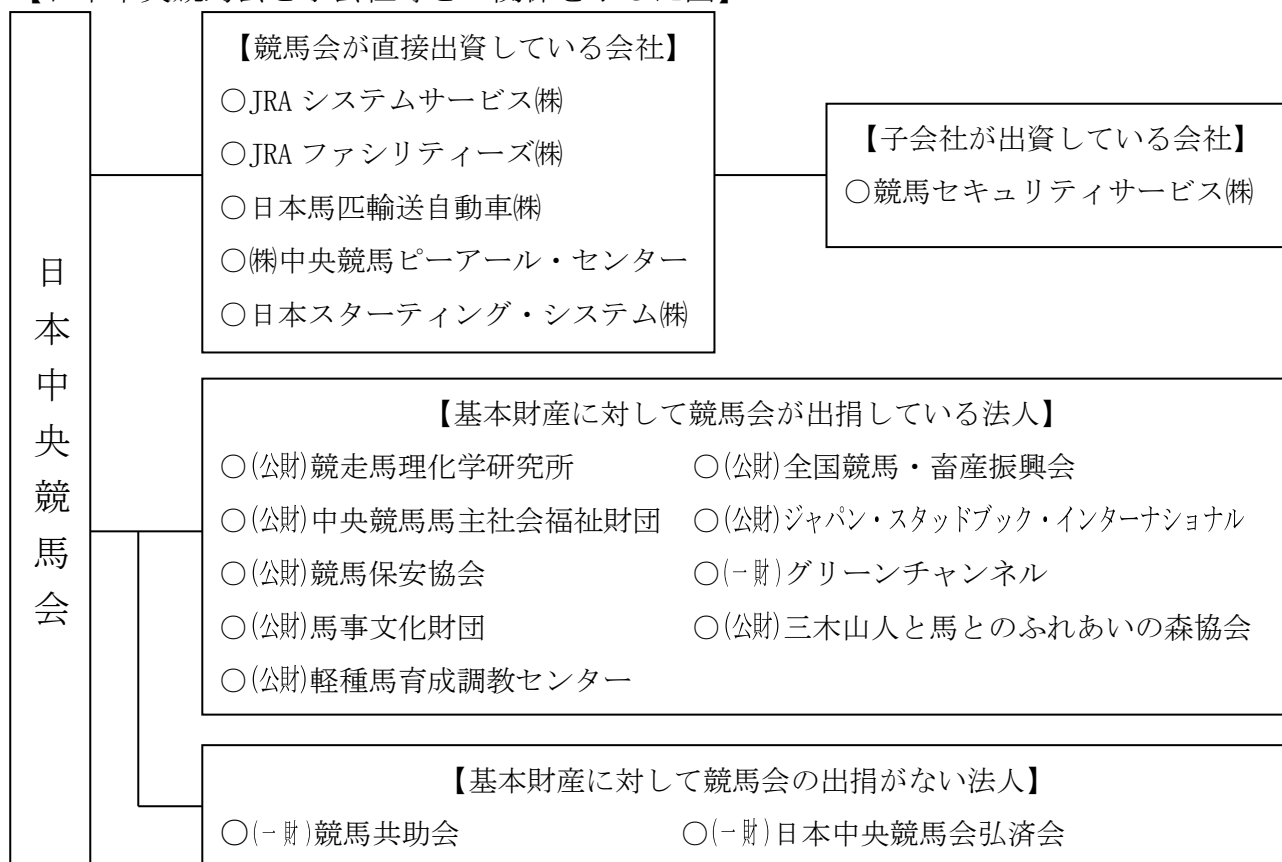 日本中央競馬会
【競馬会が直接出資している会社】
○JRA システムサービス㈱
○JRA ファシリティーズ㈱
○日本馬匹輸送自動車㈱
○㈱中央競馬ピーアール・センター
○日本スターティング・システム㈱
【子会社が出資している会社】
○競馬セキュリティサービス㈱
【基本財産に対して競馬会が出捐している法人】
○(公財)競走馬理化学研究所 ○(公財)全国競馬・畜産振興会
○(公財)中央競馬馬主社会福祉財団 ○(公財)ジャパン・スタッドブック・インターナショナル
○(公財)競馬保安協会 ○(一財)グリーンチャンネル
○(公財)馬事文化財団 ○(公財)三木山人と馬とのふれあいの森協会
○(公財)軽種馬育成調教センター
【基本財産に対して競馬会の出捐がない法人】
○(一財)競馬共助会 ○(一財)日本中央競馬会弘済会